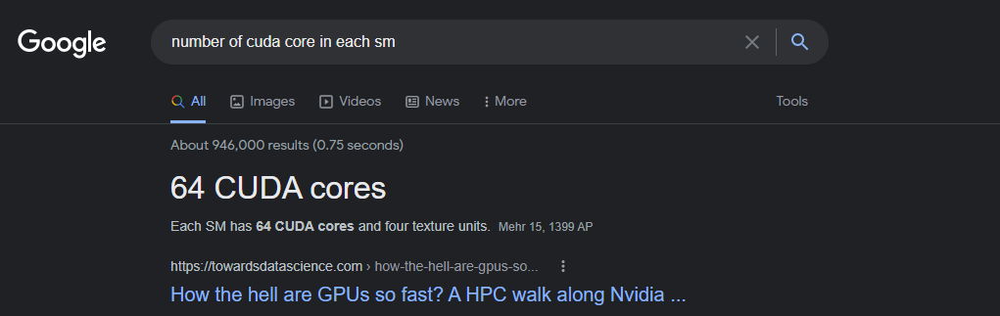 Google
number of cuda core in each sm
All Images Videos News More Tools
About 946,000 results (0.75 seconds)
64 CUDA cores
Each SM has 64 CUDA cores and four texture units. Mehr 15, 1399 AP
https://towardsdatascience.com › how-the-hell-are-gpus-so...
How the hell are GPUs so fast? A HPC walk along Nvidia ...